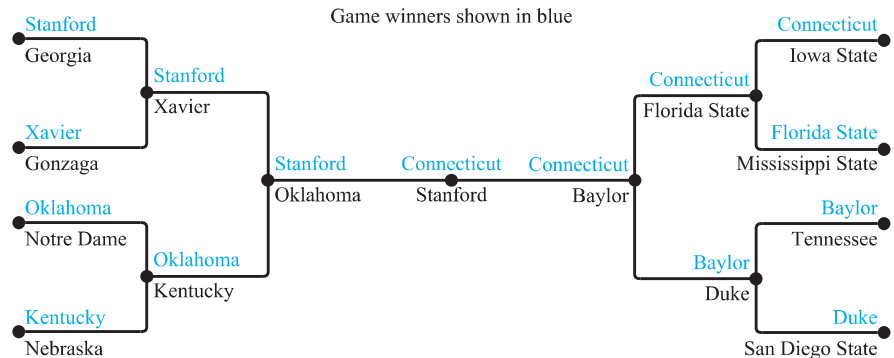 Game winners shown in blue
Stanford
Georgia
Stanford
Xavier
Xavier
Gonzaga
Stanford
Oklahoma
Oklahoma
Notre Dame
Oklahoma
Kentucky
Kentucky
Nebraska
Connecticut
Stanford
Connecticut
Baylor
Connecticut
Florida State
Connecticut
Iowa State
Florida State
Mississippi State
Baylor
Duke
Baylor
Tennessee
Duke
San Diego State